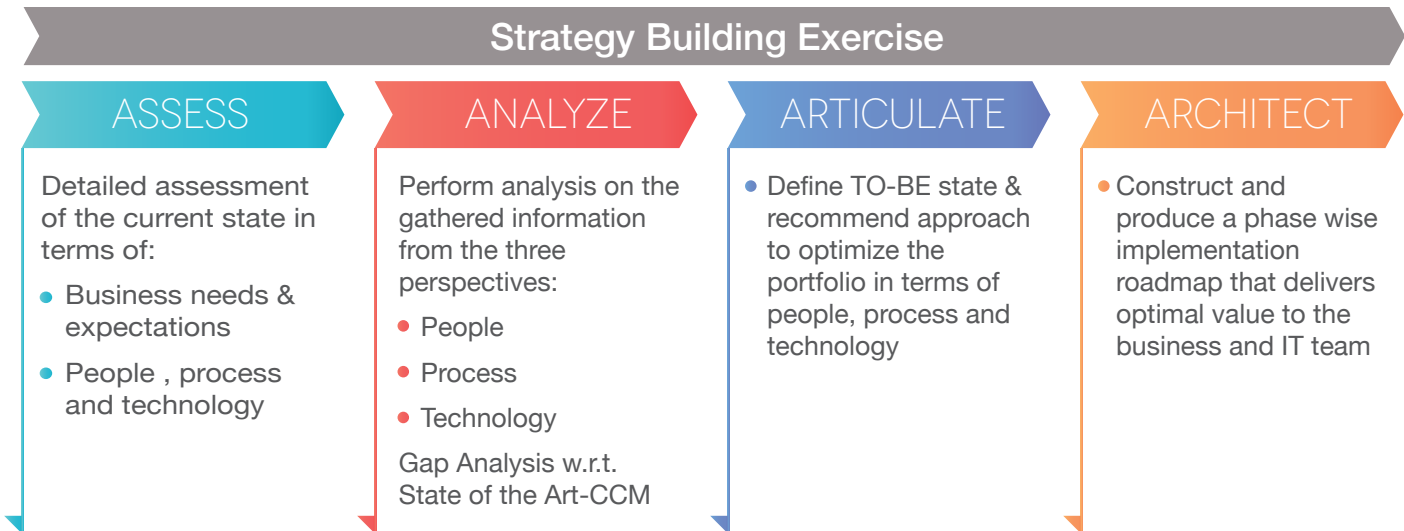 Strategy Building Exercise
ASSESS
Detailed assessment
of the current state in
terms of:
Business needs &
expectations
People , process
and technology
ANALYZE
Perform analysis on the
gathered information
from the three
perspectives:
People
Process
Technology
Gap Analysis w.r.t.
State of the Art-CCM
ARTICULATE
Define TO-BE state &
recommend approach
to optimize the
portfolio in terms of
people, process and
technology
ARCHITECT
Construct and
produce a phase wise
implementation
roadmap that delivers
optimal value to the
business and IT team